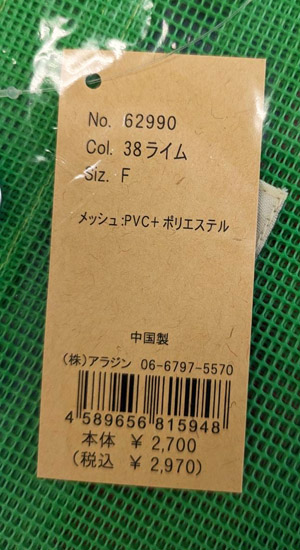 No. 62990
Col. 38ライム
Siz. F
メッシュ:PVC+ポリエステル
中国製
(株)アラジン 06-6797-5570
4 589656 815948
本体 ¥ 2,700
(税込 ¥ 2,970)